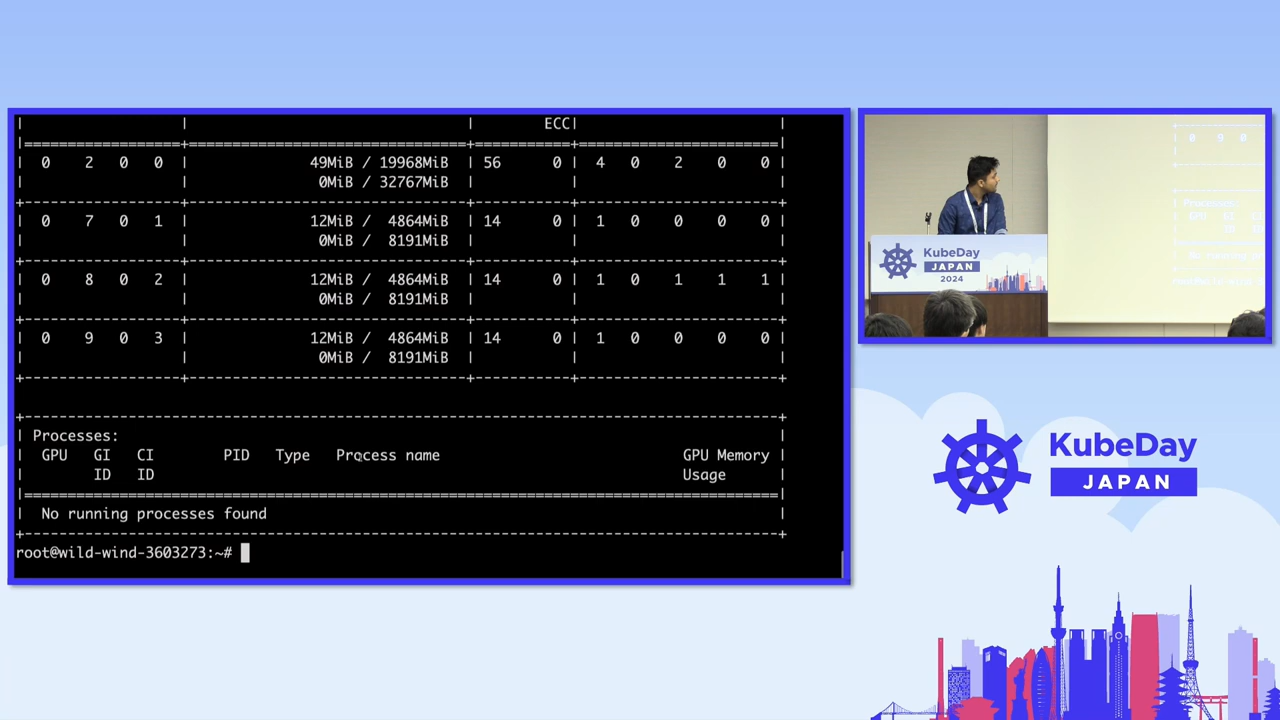 ECC|
|==================+================================+===========+=======================|
| 0 2 0 0 | 49MiB / 19968MiB | 56 0 | 4 0 2 0 0 |
| | 0MiB / 32767MiB | | |
+------------------+--------------------------------+-----------+-----------------------+
| 0 7 0 1 | 12MiB / 4864MiB | 14 0 | 1 0 0 0 0 |
| | 0MiB / 8191MiB | | |
+------------------+--------------------------------+-----------+-----------------------+
| 0 8 0 2 | 12MiB / 4864MiB | 14 0 | 1 0 1 1 1 |
| | 0MiB / 8191MiB | | |
+------------------+--------------------------------+-----------+-----------------------+
| 0 9 0 3 | 12MiB / 4864MiB | 14 0 | 1 0 0 0 0 |
| | 0MiB / 8191MiB | | |
+------------------+--------------------------------+-----------+-----------------------+
+---------------------------------------------------------------------------------------+
| Processes: |
| GPU GI CI PID Type Process name GPU Memory |
| ID ID Usage |
|=======================================================================================|
| No running processes found |
+---------------------------------------------------------------------------------------+
root@wild-wind-3603273:~#
KubeDay
JAPAN
2024
Processes:
KubeDay
JAPAN